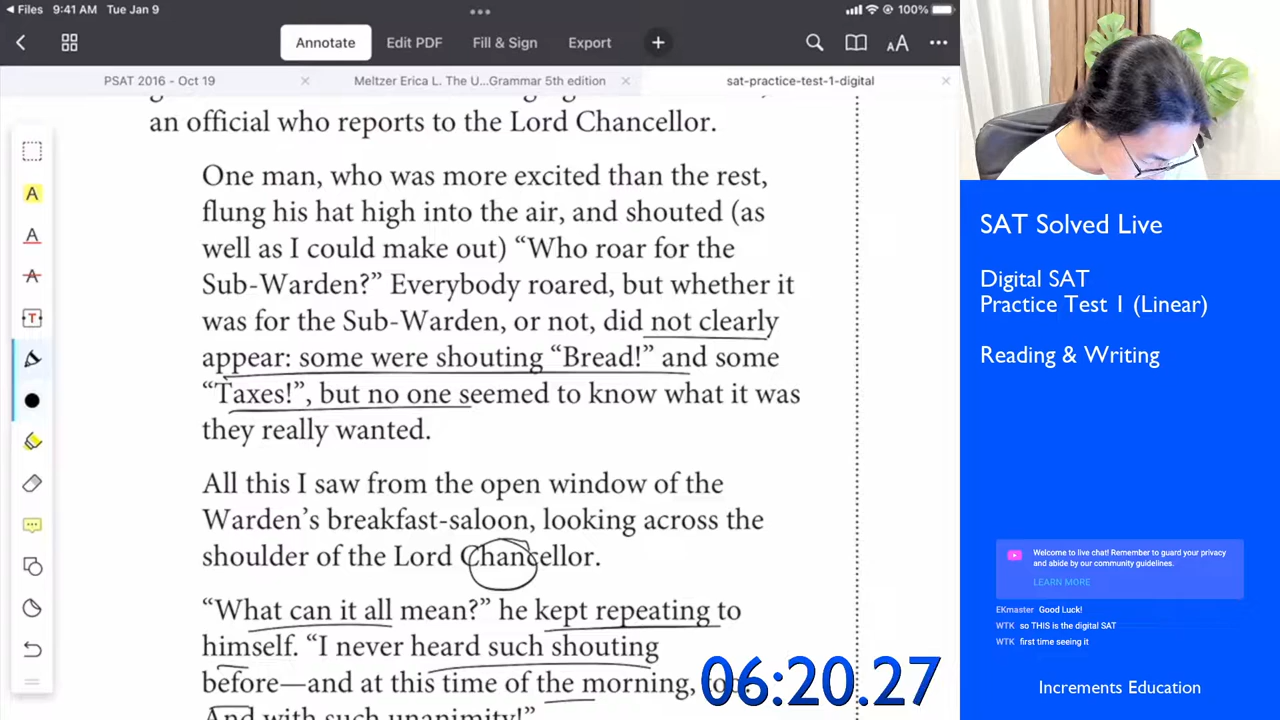 Files 9:41 AM Tue Jan 9
100%
Annotate Edit PDF Fill & Sign Export
AA
PSAT 2016 - Oct 19
Meltzer Erica L. The U...Grammar 5th edition
sat-practice-test-1-digital
an official who reports to the Lord Chancellor.
One man, who was more excited than the rest,
flung his hat high into the air, and shouted (as
well as I could make out) “Who roar for the
Sub-Warden?” Everybody roared, but whether it
was for the Sub-Warden, or not, did not clearly
appear: some were shouting “Bread!” and some
“Taxes!”, but no one seemed to know what it was
they really wanted.
All this I saw from the open window of the
Warden’s breakfast-saloon, looking across the
shoulder of the Lord Chancellor.
“What can it all mean?” he kept repeating to
himself. “I never heard such shouting
before—and at this time of the morning,
And with such unanimity!”
A
A
A
T
06:20.27
SAT Solved Live
Digital SAT
Practice Test 1 (Linear)
Reading & Writing
Welcome to live chat! Remember to guard your privacy
and abide by our community guidelines.
LEARN MORE
EKmaster Good Luck!
WTK so THIS is the digital SAT
WTK first time seeing it
Increments Education